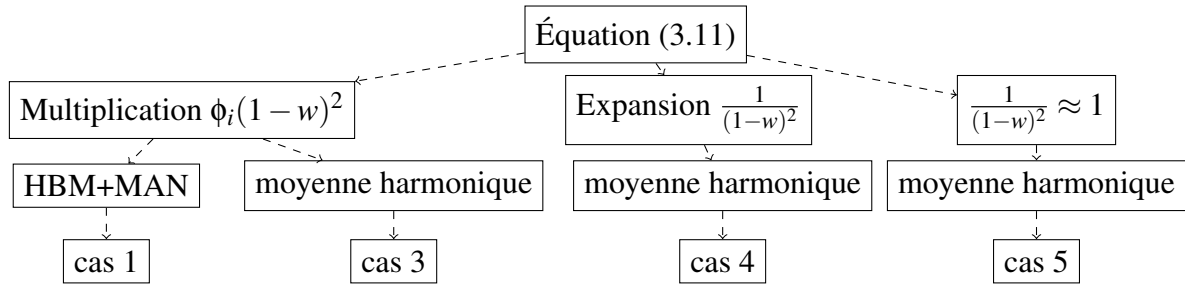 Équation (3.11)
Multiplication ϕᵢ(1 − w)²
Expansion 1/(1−w)²
1/(1−w)² ≈ 1
HBM+MAN
moyenne harmonique
moyenne harmonique
moyenne harmonique
cas 1
cas 3
cas 4
cas 5